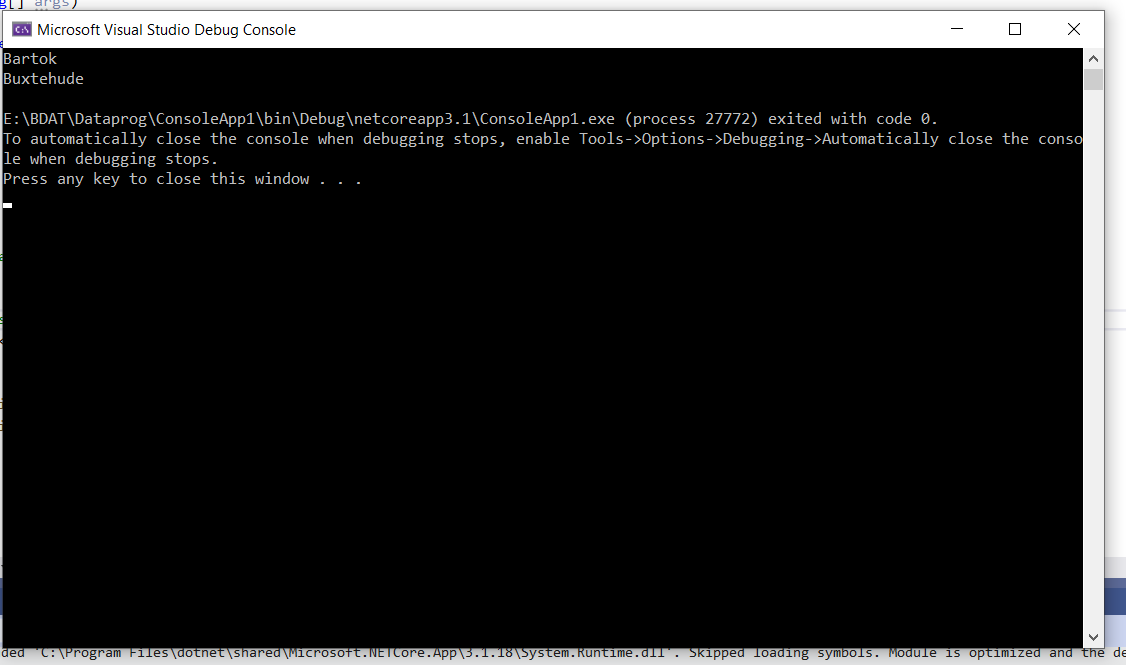 g[] args)
C:\ Microsoft Visual Studio Debug Console
Bartok
Buxtehude
E:\BDAT\Dataprog\ConsoleApp1\bin\Debug\netcoreapp3.1\ConsoleApp1.exe (process 27772) exited with code 0.
To automatically close the console when debugging stops, enable Tools->Options->Debugging->Automatically close the conso
le when debugging stops.
Press any key to close this window . . .
ded 'C:\Program Files\dotnet\shared\Microsoft.NETCore.App\3.1.18\System.Runtime.dll'. Skipped loading symbols. Module is optimized and the de